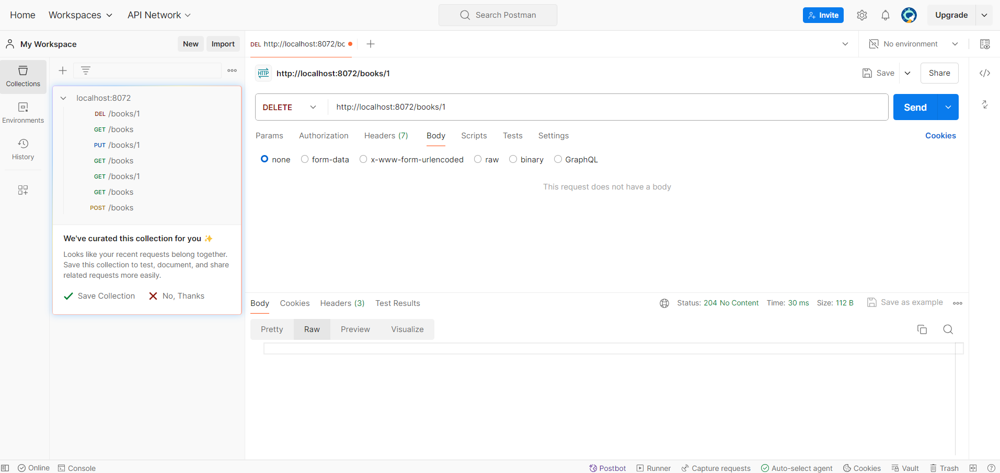 Home Workspaces API Network Search Postman Invite Upgrade
My Workspace New Import DEL http://localhost:8072/bo No environment
Collections
Environments
History
localhost:8072
DEL /books/1
GET /books
PUT /books/1
GET /books
GET /books/1
GET /books
POST /books
We've curated this collection for you ✨
Looks like your recent requests belong together.
Save this collection to test, document, and share
related requests more easily.
Save Collection No, Thanks
HTTP http://localhost:8072/books/1 Save Share
DELETE http://localhost:8072/books/1 Send
Params Authorization Headers (7) Body Scripts Tests Settings Cookies
none form-data x-www-form-urlencoded raw binary GraphQL
This request does not have a body
Body Cookies Headers (3) Test Results Status: 204 No Content Time: 30 ms Size: 112 B Save as example
Pretty Raw Preview Visualize
Online Console Postbot Runner Capture requests Auto-select agent Cookies Vault Trash